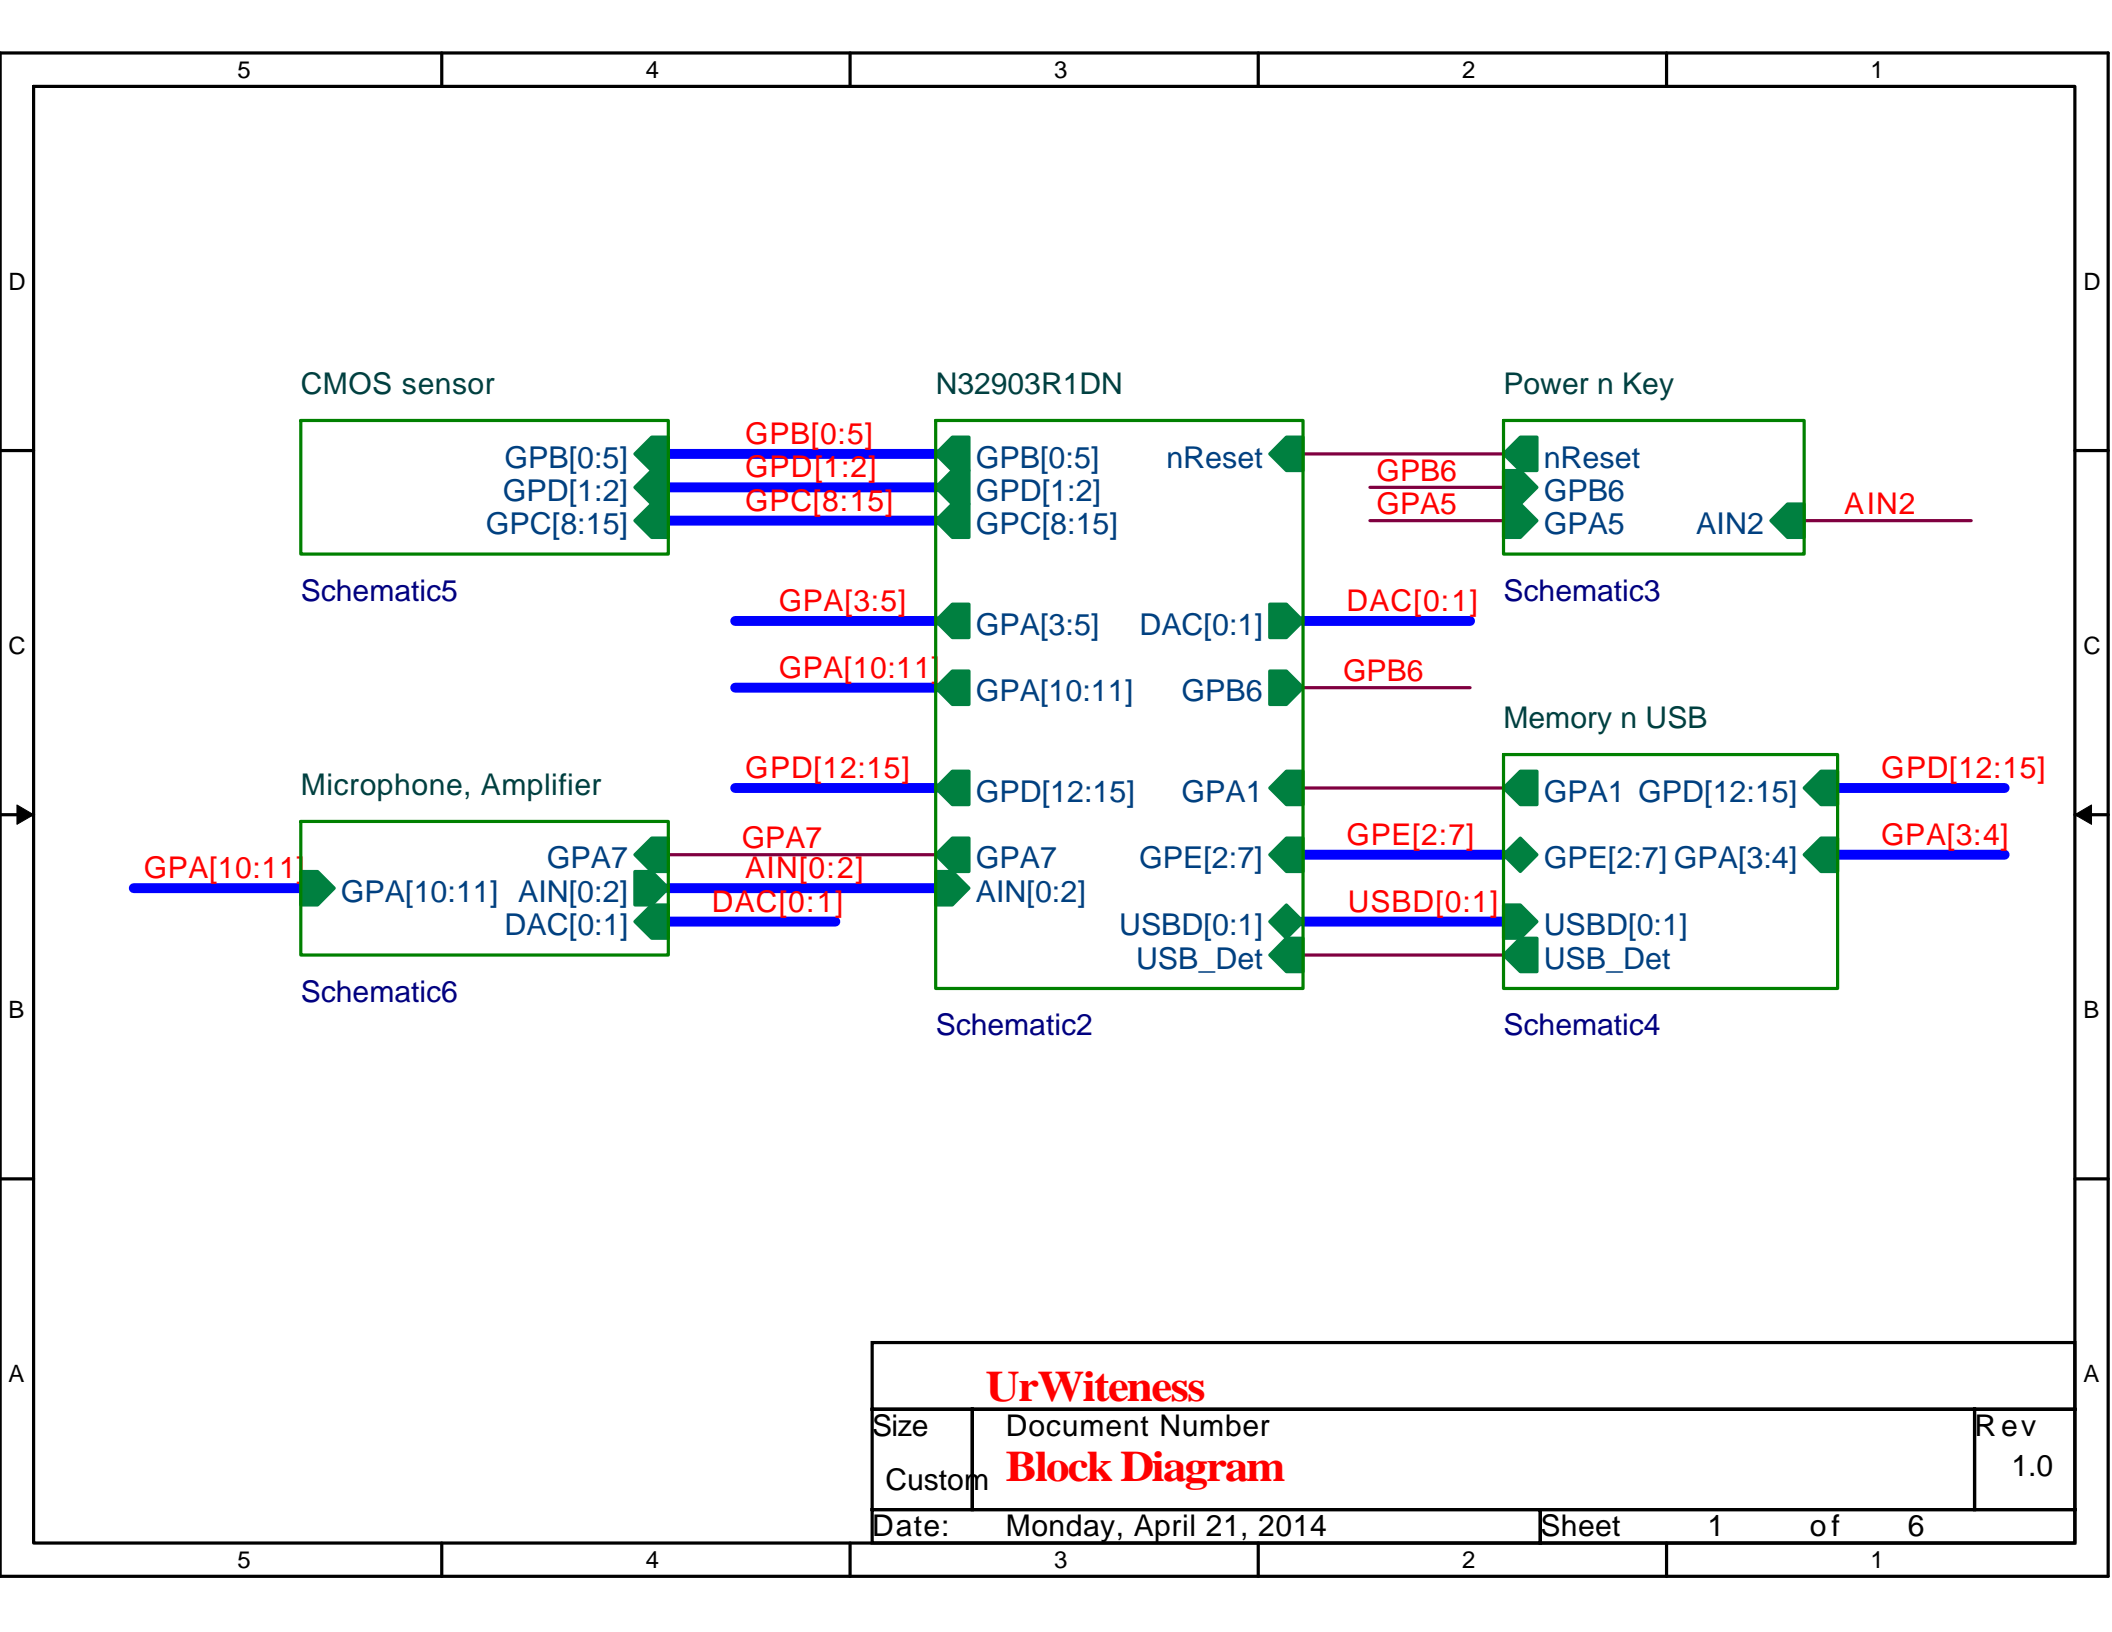 5 4 3 2 1
D D
CMOS sensor
GPB[0:5]
GPD[1:2]
GPC[8:15]
Schematic5
GPB[0:5]
GPD[1:2]
GPC[8:15]
GPA[3:5]
GPA[10:11]
GPD[12:15]
N32903R1DN
GPB[0:5] nReset
GPD[1:2]
GPC[8:15]
GPA[3:5] DAC[0:1]
GPA[10:11] GPB6
GPD[12:15] GPA1
GPA7 GPE[2:7]
AIN[0:2]
USBD[0:1]
USB_Det
Schematic2
Power n Key
GPB6
GPA5
nReset
GPB6
GPA5 AIN2
AIN2
Schematic3
DAC[0:1]
GPB6
C C
Microphone, Amplifier
GPA[10:11]
GPA7
GPA[10:11] AIN[0:2]
DAC[0:1]
GPA7
AIN[0:2]
DAC[0:1]
Schematic6
Memory n USB
GPE[2:7]
USBD[0:1]
GPA1 GPD[12:15]
GPE[2:7] GPA[3:4]
USBD[0:1]
USB_Det
GPD[12:15]
GPA[3:4]
Schematic4
B B
A A
UrWiteness
Size Document Number Rev
Custom Block Diagram 1.0
Date: Monday, April 21, 2014 Sheet 1 of 6
5 4 3 2 1